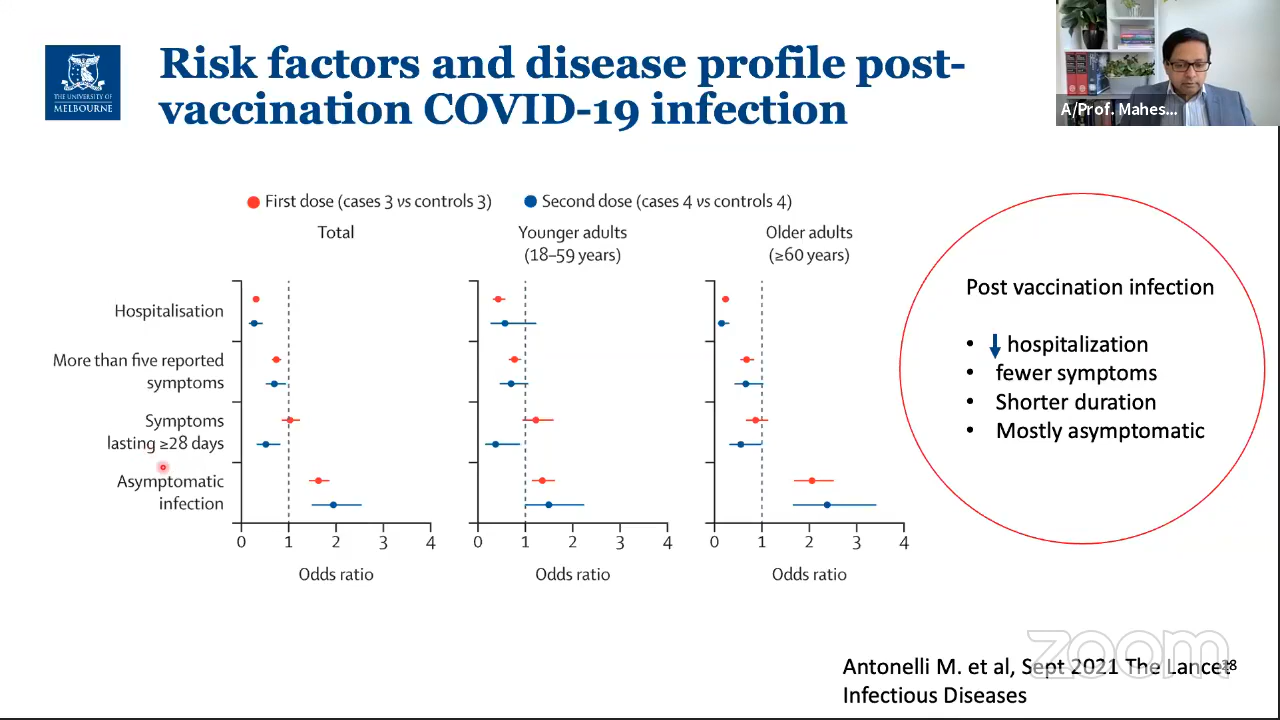 THE UNIVERSITY OF
MELBOURNE
Risk factors and disease profile post-
vaccination COVID-19 infection
A/Prof. Mahes...
First dose (cases 3 vs controls 3)
Second dose (cases 4 vs controls 4)
Total
Younger adults
(18–59 years)
Older adults
(≥60 years)
Hospitalisation
More than five reported
symptoms
Symptoms
lasting ≥28 days
Asymptomatic
infection
0 1 2 3 4
0 1 2 3 4
0 1 2 3 4
Odds ratio
Odds ratio
Odds ratio
Post vaccination infection
• hospitalization
• fewer symptoms
• Shorter duration
• Mostly asymptomatic
zoom
Antonelli M. et al, Sept 2021 The Lancet
Infectious Diseases